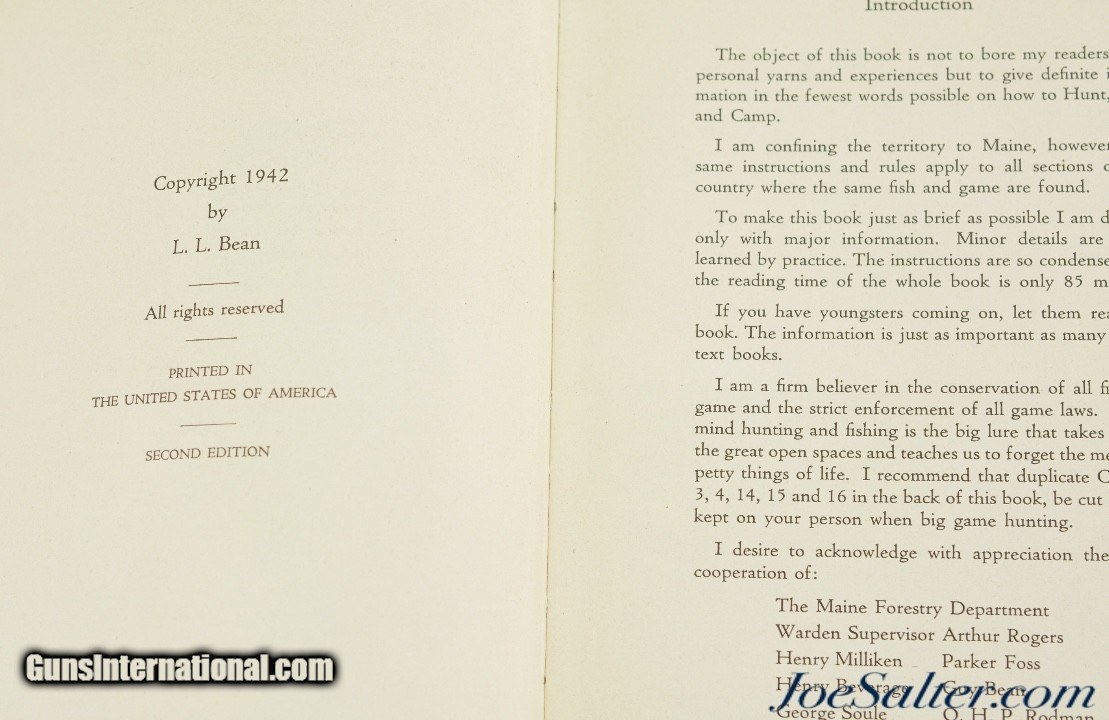 Copyright 1942
by
L. L. Bean
All rights reserved
PRINTED IN
THE UNITED STATES OF AMERICA
SECOND EDITION
Introduction
The object of this book is not to bore my readers
personal yarns and experiences but to give definite i
mation in the fewest words possible on how to Hunt,
and Camp.
I am confining the territory to Maine, however
same instructions and rules apply to all sections o
country where the same fish and game are found.
To make this book just as brief as possible I am d
only with major information. Minor details are
learned by practice. The instructions are so condense
the reading time of the whole book is only 85 m
If you have youngsters coming on, let them rea
book. The information is just as important as many
text books.
I am a firm believer in the conservation of all fi
game and the strict enforcement of all game laws.
mind hunting and fishing is the big lure that takes
the great open spaces and teaches us to forget the me
petty things of life. I recommend that duplicate C
3, 4, 14, 15 and 16 in the back of this book, be cut
kept on your person when big game hunting.
I desire to acknowledge with appreciation the
cooperation of:
The Maine Forestry Department
Warden Supervisor Arthur Rogers
Henry Milliken Parker Foss
Henry Beverage Guy Bean
George Soule O. H. P. Rodman
GunsInternational.com
JoeSalter.com